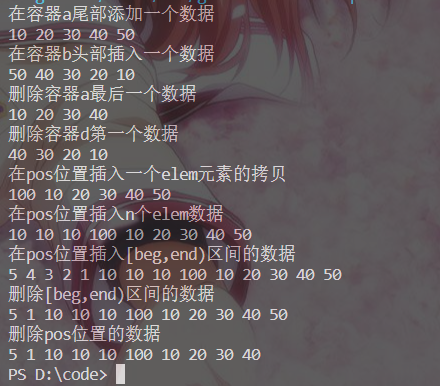 在容器a尾部添加一个数据
10 20 30 40 50
在容器b头部插入一个数据
50 40 30 20 10
删除容器a最后一个数据
10 20 30 40
删除容器d第一个数据
40 30 20 10
在pos位置插入一个elem元素的拷贝
100 10 20 30 40 50
在pos位置插入n个elem数据
10 10 10 100 10 20 30 40 50
在pos位置插入[beg,end)区间的数据
5 4 3 2 1 10 10 10 100 10 20 30 40 50
删除[beg,end)区间的数据
5 1 10 10 10 100 10 20 30 40 50
删除pos位置的数据
5 1 10 10 10 100 10 20 30 40
PS D:\code>